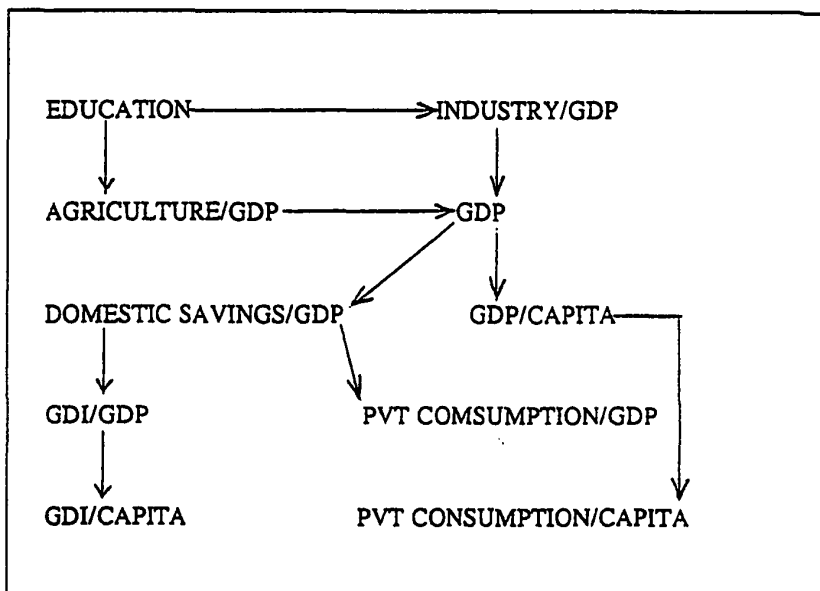 EDUCATION INDUSTRY/GDP
AGRICULTURE/GDP GDP
DOMESTIC SAVINGS/GDP GDP/CAPITA
GDI/GDP PVT COMSUMPTION/GDP
GDI/CAPITA PVT CONSUMPTION/CAPITA